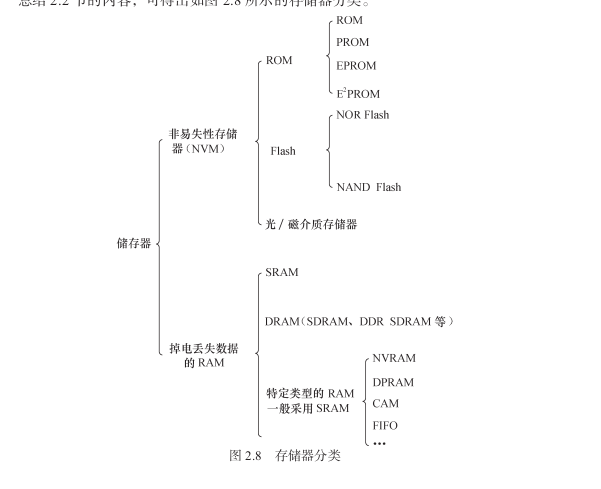 总结 2.2 节的内容，可得出如图 2.8 所示的存储器分类。
ROM
PROM
ROM
EPROM
E²PROM
NOR Flash
非易失性存储
器（NVM）
Flash
NAND Flash
光 / 磁介质存储器
储存器
SRAM
DRAM（SDRAM、DDR SDRAM 等）
掉电丢失数据
的 RAM
NVRAM
特定类型的 RAM
一般采用 SRAM
DPRAM
CAM
FIFO
•••
图 2.8 存储器分类